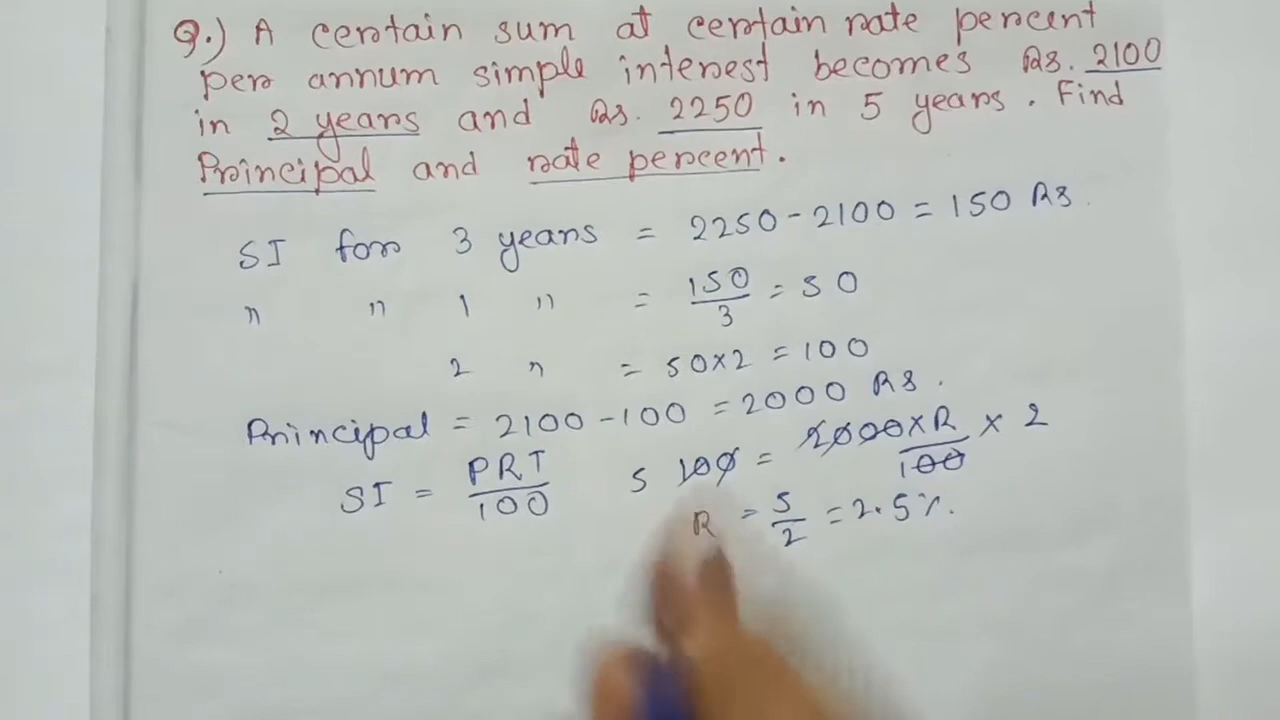 Q.) A certain sum at certain rate percent
per annum simple interest becomes Rs. 2100
in 2 years and Rs. 2250 in 5 years. Find
Principal and rate percent.
SI for 3 years = 2250 - 2100 = 150 Rs.
" " 1 " = 150/3 = 50
2 " = 50×2 = 100
Principal = 2100 - 100 = 2000 Rs.
SI = PRT/100 5 100 = 2000×R/100 × 2
R = 5/2 = 2.5%.